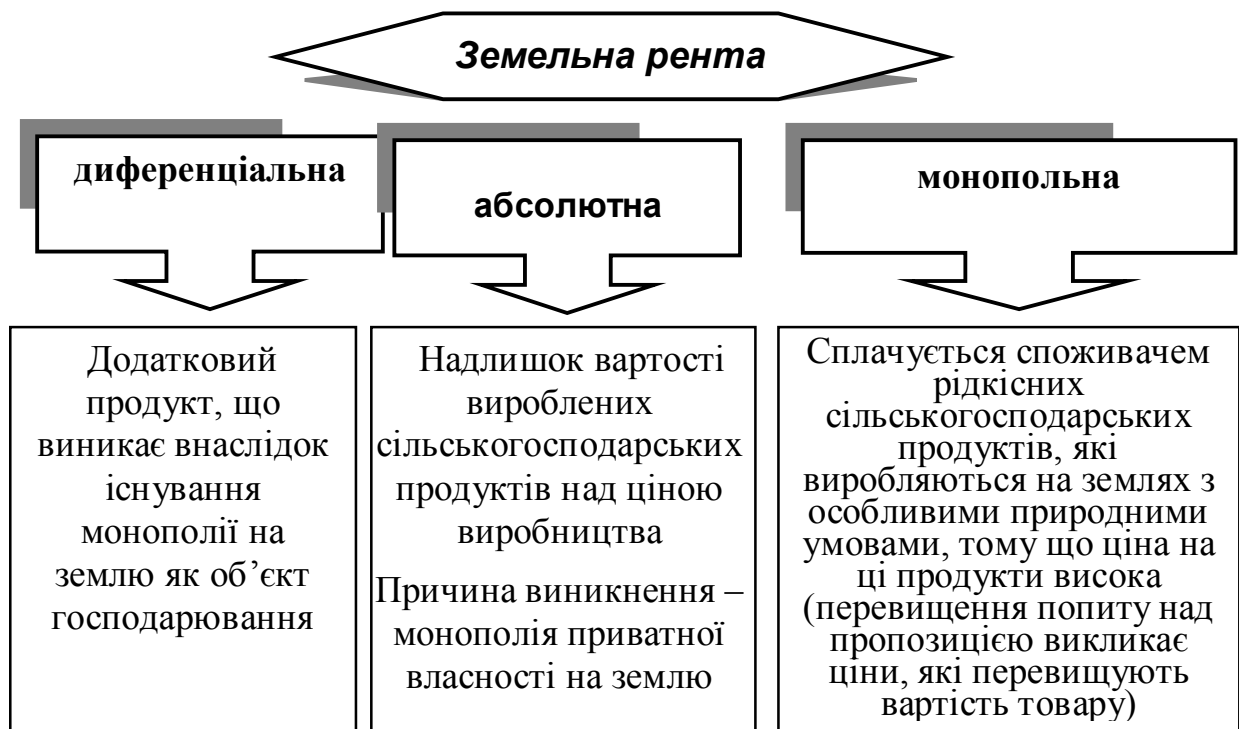 Земельна рента
диференціальна
абсолютна
монопольна
Додатковий
продукт, що
виникає внаслідок
існування
монополії на
землю як об’єкт
господарювання
Надлишок вартості
вироблених
сільськогосподарських
продуктів над ціною
виробництва
Причина виникнення –
монополія приватної
власності на землю
Сплачується споживачем
рідкісних
сільськогосподарських
продуктів, які
виробляються на землях з
особливими природними
умовами, тому що ціна на
ці продукти висока
(перевищення попиту над
пропозицією викликає
ціни, які перевищують
вартість товару)